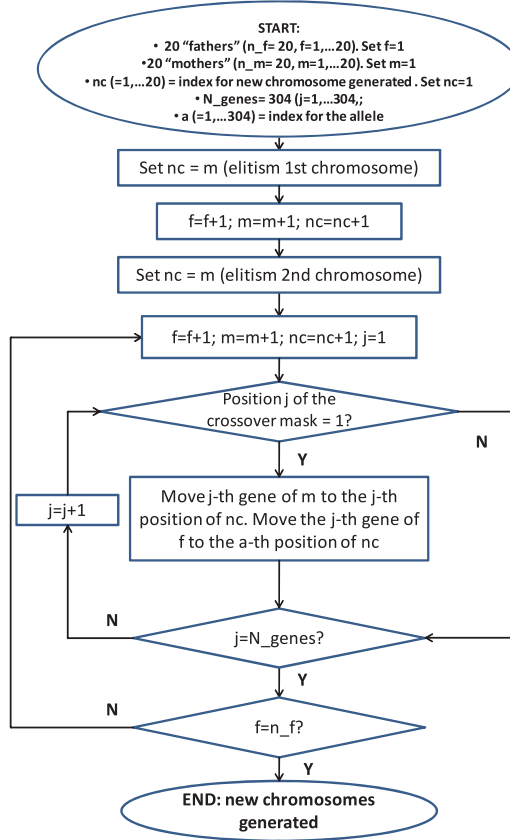 START:
• 20 “fathers” (n_f= 20, f=1,...20). Set f=1
•20 “mothers” (n_m= 20, m=1,...20). Set m=1
• nc (=1,...20) = index for new chromosome generated . Set nc=1
• N_genes= 304 (j=1,...304,;
• a (=1,...304) = index for the allele
Set nc = m (elitism 1st chromosome)
f=f+1; m=m+1; nc=nc+1
Set nc = m (elitism 2nd chromosome)
f=f+1; m=m+1; nc=nc+1; j=1
Position j of the
crossover mask = 1?
N
Y
Move j-th gene of m to the j-th
position of nc. Move the j-th gene of
f to the a-th position of nc
j=j+1
N
j=N_genes?
Y
N
f=n_f?
Y
END: new chromosomes
generated